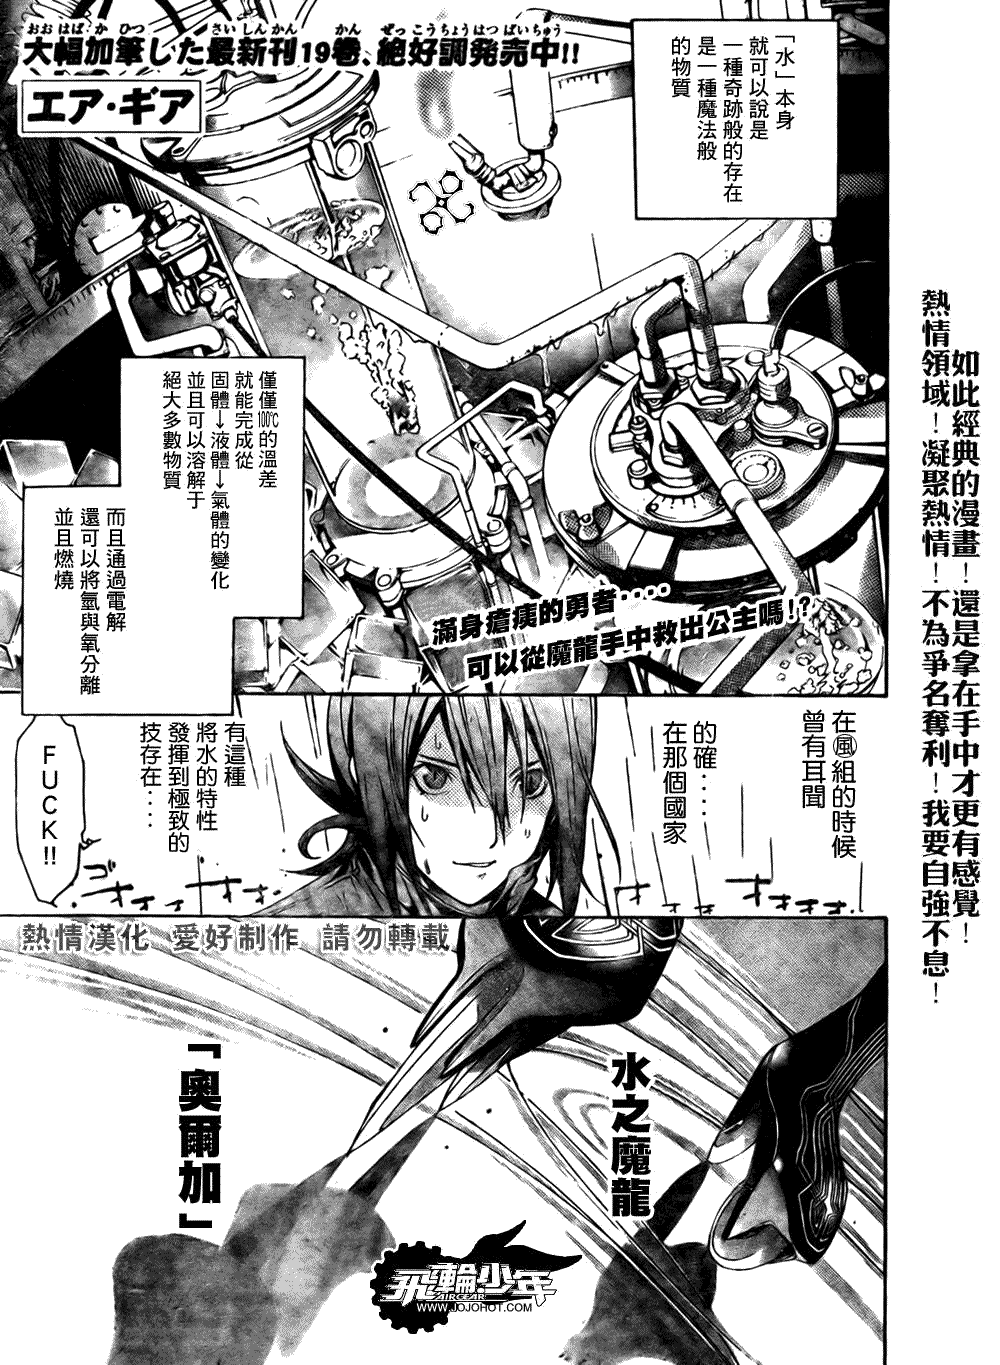 おおはばかひつ さいしんかん かん ぜっこうちょうはつばいちゅう
大幅加筆した最新刊19巻、絶好調発売中!!
エア・ギア
「水」本身
就可以說是
一種奇跡般的存在
是一種魔法般
的物質
僅僅100℃的溫差
就能完成從
固體→液體→氣體的變化
並且可以溶解于
絕大多數物質
而且通過電解
還可以將氫與氧分離
並且燃燒
滿身瘡痍的勇者‥‥
可以從魔龍手中救出公主嗎!?
如此經典的漫畫！還是拿在手中才更有感覺！
熱情領域！凝聚熱情！不為爭名奪利！我要自強不息！
在風組的時候
曾有耳聞
的確…
在那個國家
有這種
將水的特性
發揮到極致的
技存在…
FUCK!!
熱情漢化 愛好制作 請勿轉載
水之魔龍
「奧爾加」
飛輪少年
AIRGEAR
WWW.JOJOHOT.COM